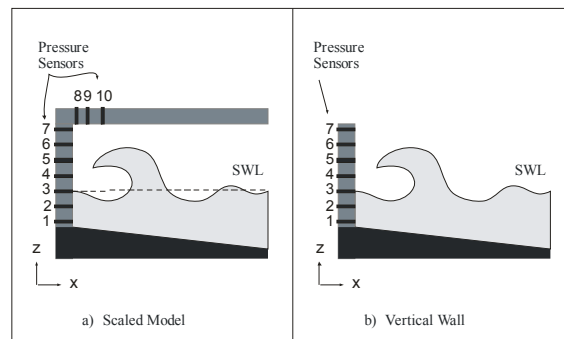 Pressure
Sensors
8 9 10
7
6
5
4
3
2
1
SWL
z
x
a) Scaled Model
Pressure
Sensors
7
6
5
4
3
2
1
SWL
z
x
b) Vertical Wall